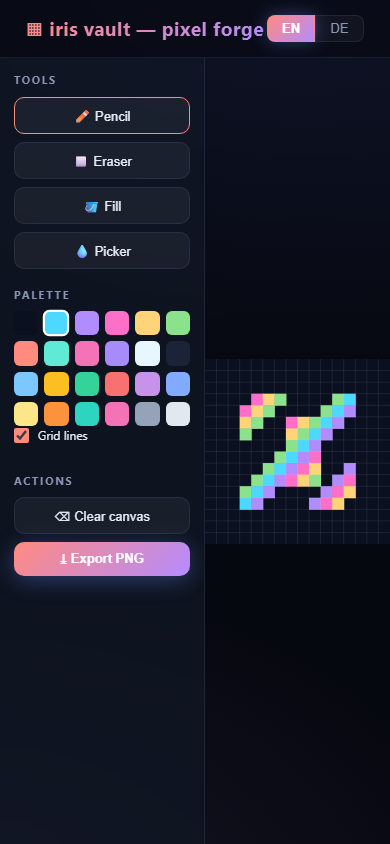 iris vault — pixel forge
EN
DE
TOOLS
Pencil
Eraser
Fill
Picker
PALETTE
Grid lines
ACTIONS
⌫ Clear canvas
⤓ Export PNG